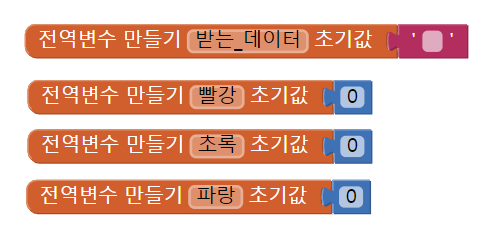 전역변수 만들기 받는_데이터 초기값 ' '
전역변수 만들기 빨강 초기값 0
전역변수 만들기 초록 초기값 0
전역변수 만들기 파랑 초기값 0